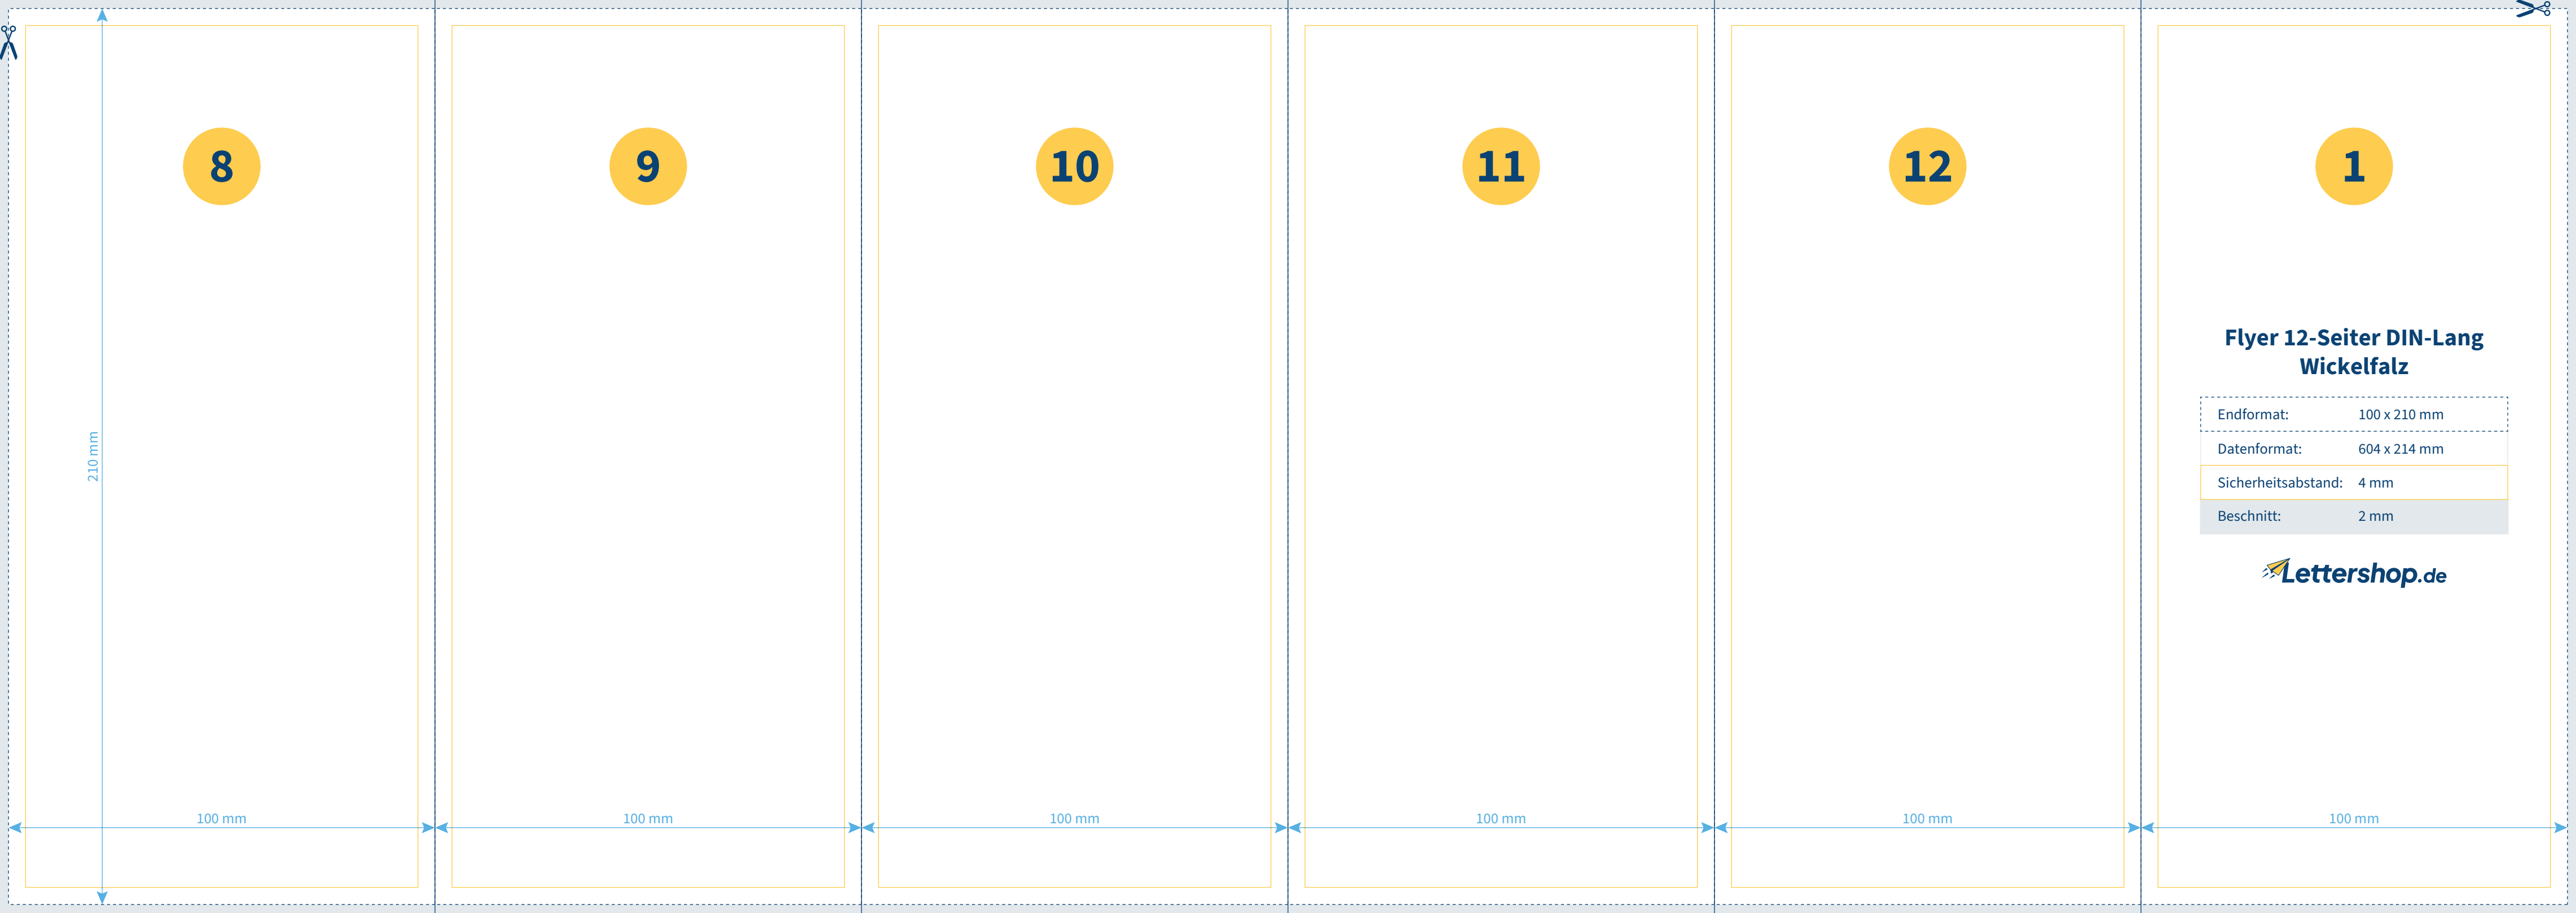 8
9
10
11
12
1
Flyer 12-Seiter DIN-Lang
Wickelfalz
Endformat: 100 x 210 mm
Datenformat: 604 x 214 mm
Sicherheitsabstand: 4 mm
Beschnitt: 2 mm
Lettershop.de
210 mm
100 mm
100 mm
100 mm
100 mm
100 mm
100 mm